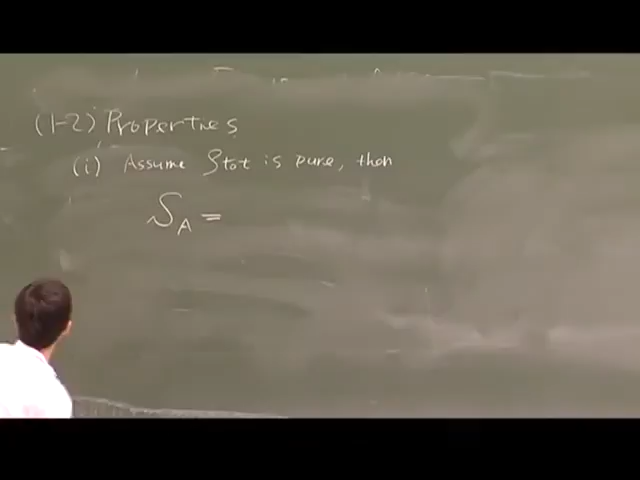 (1-2) Properties
(i) Assume ρtot is pure, then
S_A =